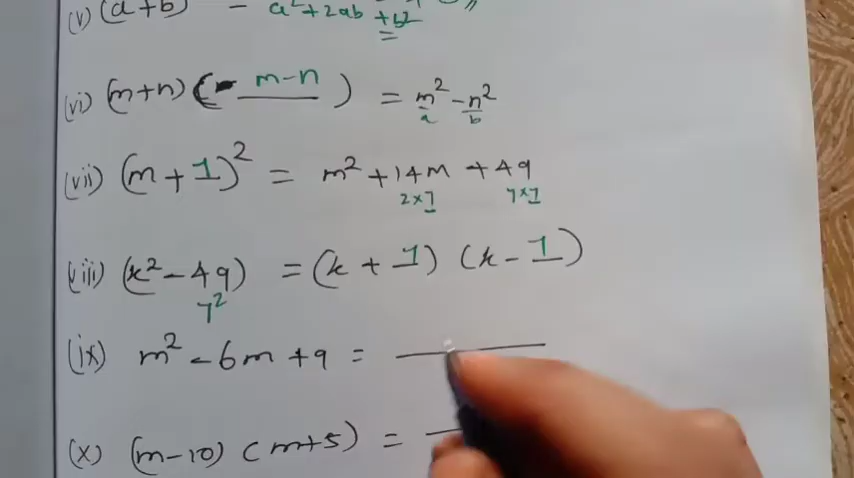 (v) (a+b) = a²+2ab+b²
(vi) (m+n) ( m-n ) = m² - n²
a b
(vii) (m + 7)² = m² + 14m + 49
2×7 7×7
(viii) (k² - 49) = (k + 7) (k - 7)
7²
(ix) m² - 6m + 9 =
(x) (m-10) (m+5) =